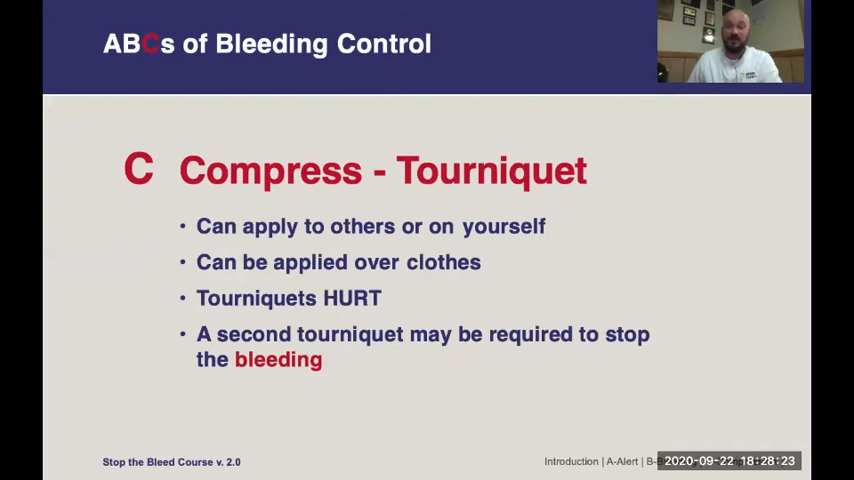 ABCs of Bleeding Control
C Compress - Tourniquet
• Can apply to others or on yourself
• Can be applied over clothes
• Tourniquets HURT
• A second tourniquet may be required to stop
the bleeding
Stop the Bleed Course v. 2.0
Introduction | A-Alert |
2020-09-22 18:28:23